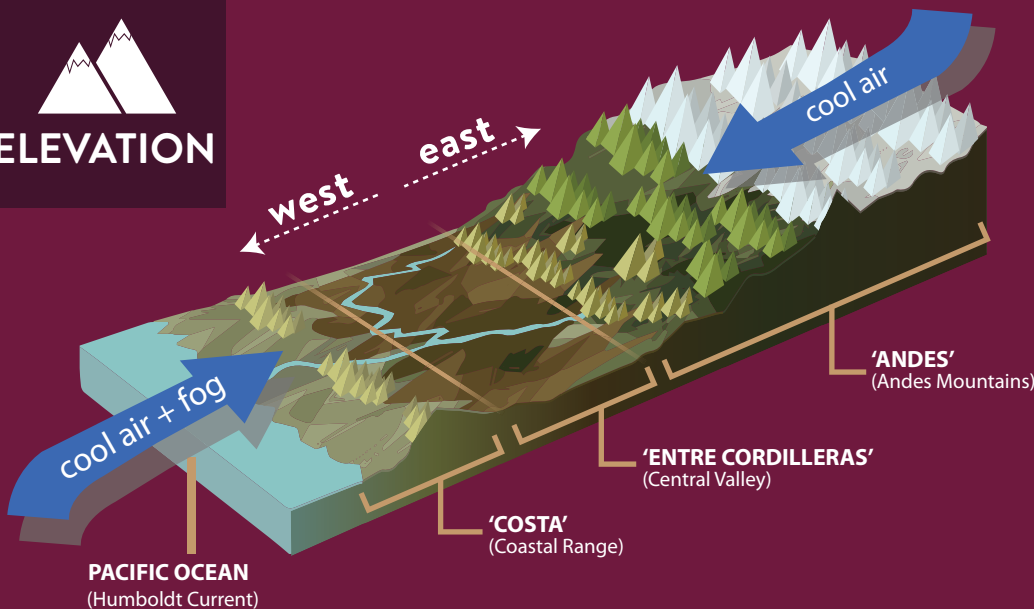 ELEVATION
west
east
cool air
cool air + fog
'ANDES'
(Andes Mountains)
'ENTRE CORDILLERAS'
(Central Valley)
'COSTA'
(Coastal Range)
PACIFIC OCEAN
(Humboldt Current)